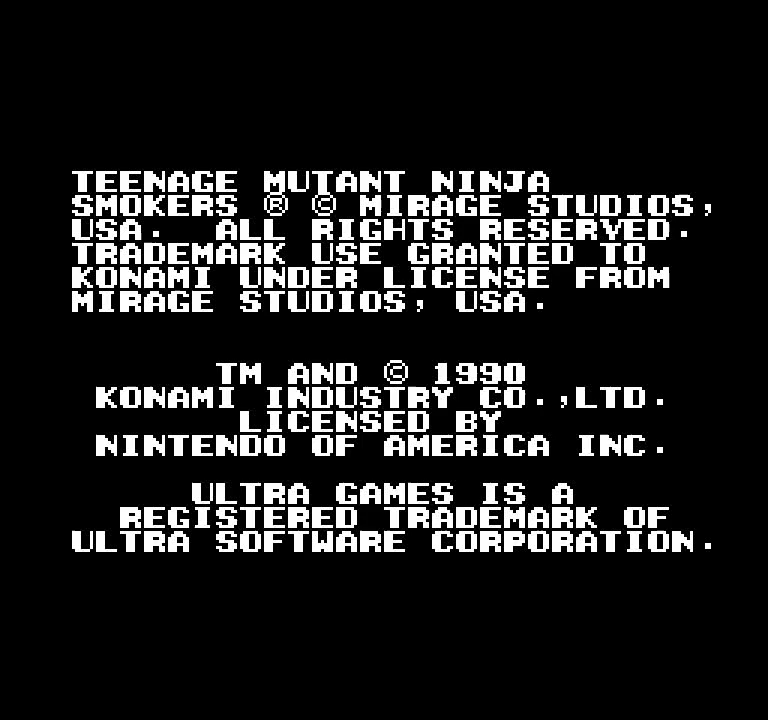 TEENAGE MUTANT NINJA
SMOKERS ® © MIRAGE STUDIOS,
USA.  ALL RIGHTS RESERVED.
TRADEMARK USE GRANTED TO
KONAMI UNDER LICENSE FROM
MIRAGE STUDIOS, USA.
TM AND © 1990
KONAMI INDUSTRY CO.,LTD.
LICENSED BY
NINTENDO OF AMERICA INC.
ULTRA GAMES IS A
REGISTERED TRADEMARK OF
ULTRA SOFTWARE CORPORATION.